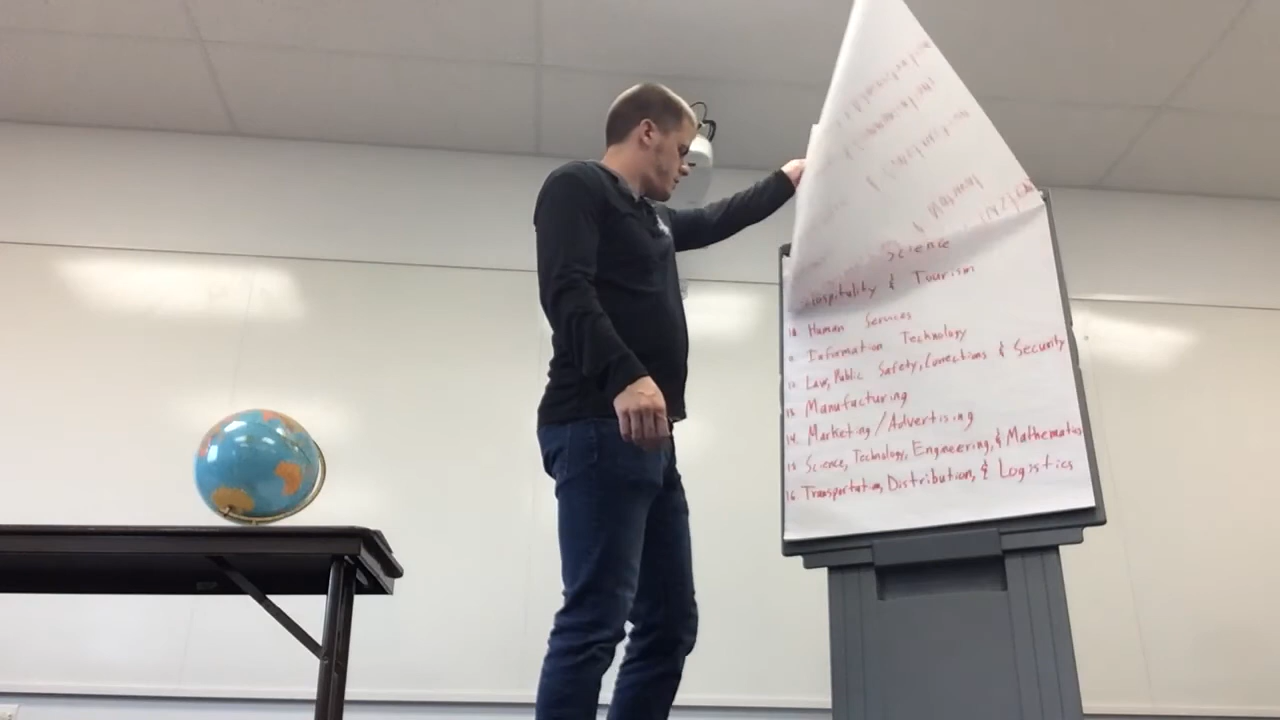 Science
Hospitality & Tourism
10. Human Services
11. Information Technology
12. Law, Public Safety, Corrections & Security
13. Manufacturing
14. Marketing/Advertising
15. Science, Technology, Engineering, & Mathematics
16. Transportation, Distribution, & Logistics